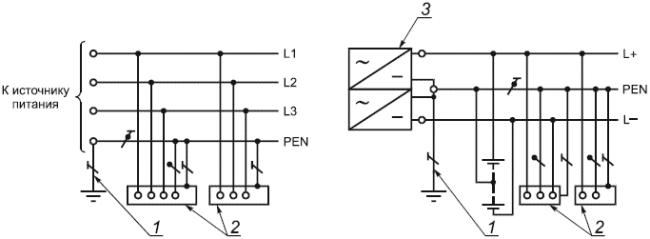 К источнику
питания
L1
L2
L3
PEN
1
2
3
L+
PEN
L–
1
2